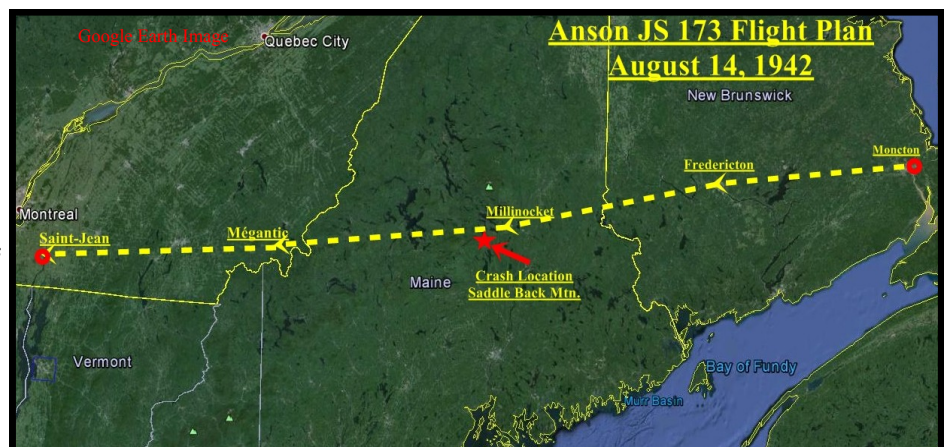 Google Earth Image
Quebec City
Anson JS 173 Flight Plan
August 14, 1942
New Brunswick
Moncton
Fredericton
Montreal
Millinocket
Saint-Jean
Mégantic
Crash Location
Saddle Back Mtn.
Maine
Vermont
Bay of Fundy
Murr Basin